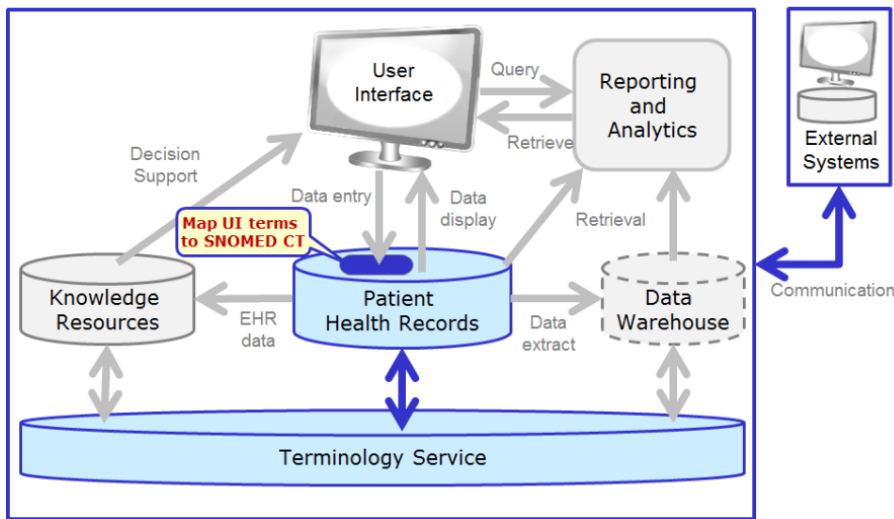 User
Interface
Query
Retrieve
Reporting
and
Analytics
External
Systems
Decision
Support
Data entry
Data
display
Retrieval
Map UI terms
to SNOMED CT
Knowledge
Resources
EHR
data
Patient
Health Records
Data
extract
Data
Warehouse
Communication
Terminology Service